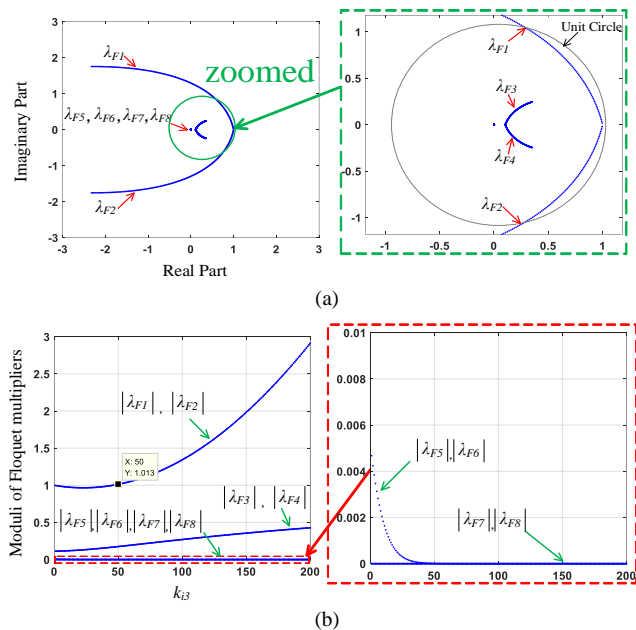 λF1
λF5, λF6, λF7, λF8
λF2
zoomed
Imaginary Part
3
2
1
0
-1
-2
-3
-3 -2 -1 0 1 2 3
Real Part
Unit Circle
λF1
λF3
λF4
λF2
1
0.5
0
-0.5
-1
-1 -0.5 0 0.5 1
(a)
Moduli of Floquet multipliers
3
2.5
2
1.5
1
0.5
0
|λF1| , |λF2|
X: 50
Y: 1.013
|λF3| , |λF4|
|λF5|,|λF6|,|λF7|,|λF8|
0 50 100 150 200
ki3
0.01
0.008
0.006
0.004
0.002
0
|λF5|,|λF6|
|λF7|,|λF8|
0 50 100 150 200
(b)